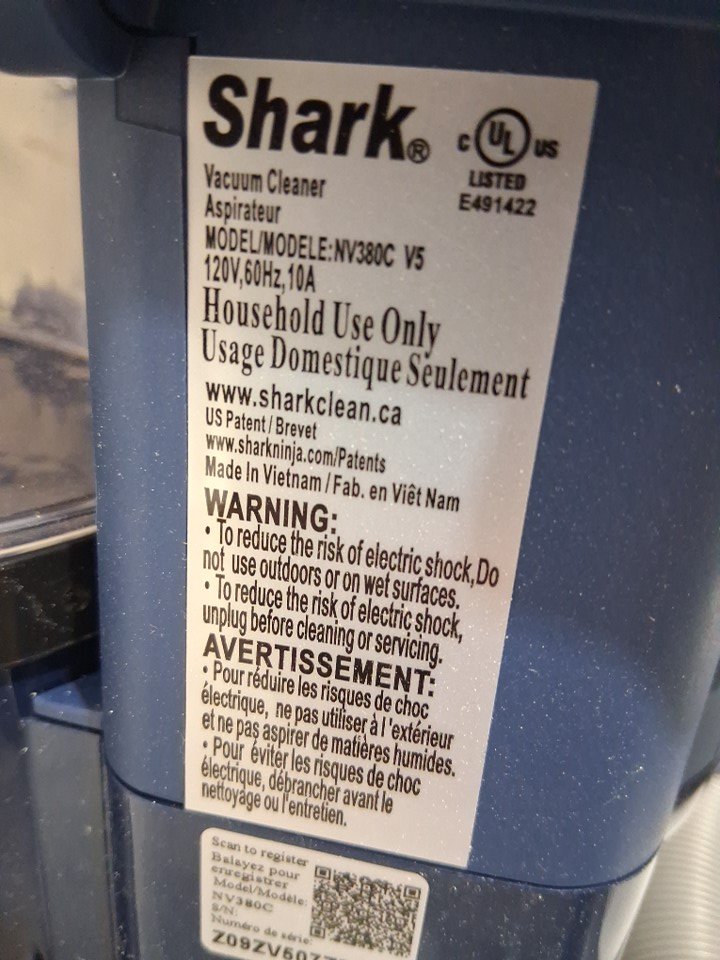 Shark®
C UL US
LISTED
E491422
Vacuum Cleaner
Aspirateur
MODEL/MODELE:NV380C V5
120V,60Hz,10A
Household Use Only
Usage Domestique Seulement
www.sharkclean.ca
US Patent/Brevet
www.sharkninja.com/Patents
Made In Vietnam/Fab. en Viêt Nam
WARNING:
• To reduce the risk of electric shock,Do
not use outdoors or on wet surfaces.
• To reduce the risk of electric shock,
unplug before cleaning or servicing.
AVERTISSEMENT:
• Pour réduire les risques de choc
électrique, ne pas utiliser à l'extérieur
et ne pas aspirer de matières humides.
• Pour éviter les risques de choc
électrique, débrancher avant le
nettoyage ou l'entretien.
Scan to register
Balayez pour
enregistrer
Model/Modèle:
NV380C
S/N:
Numéro de série: